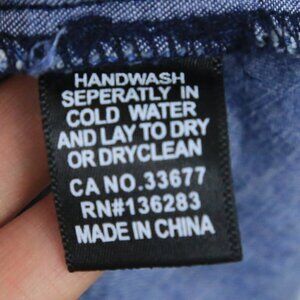 HANDWASH
SEPERATLY IN
COLD WATER
AND LAY TO DRY
OR DRYCLEAN
CA NO.33677
RN#136283
MADE IN CHINA